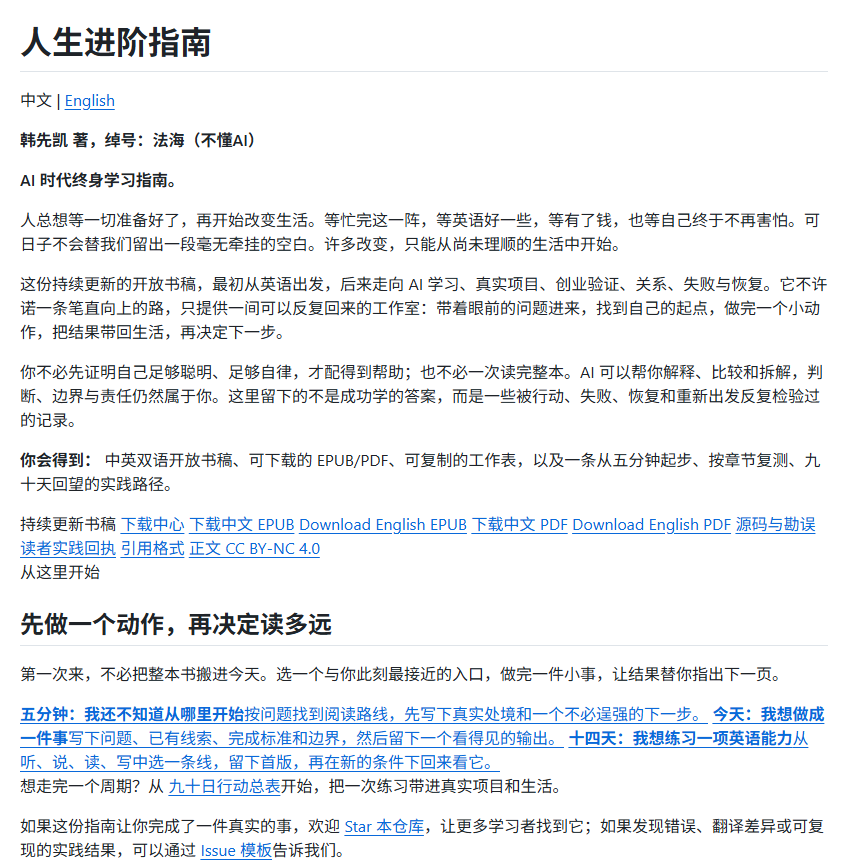 人生进阶指南
中文 | English
韩先凯 著，绰号：法海（不懂AI）
AI 时代终身学习指南。
人总想等一切准备好了，再开始改变生活。等忙完这一阵，等英语好一些，等有了钱，也等自己终于不再害怕。可
日子不会替我们留出一段毫无牵挂的空白。许多改变，只能从尚未理顺的生活中开始。
这份持续更新的开放书稿，最初从英语出发，后来走向 AI 学习、真实项目、创业验证、关系、失败与恢复。它不许
诺一条笔直向上的路，只提供一间可以反复回来的工作室：带着眼前的问题进来，找到自己的起点，做完一个小动
作，把结果带回生活，再决定下一步。
你不必先证明自己足够聪明、足够自律，才配得到帮助；也不必一次读完整本。AI 可以帮你解释、比较和拆解，判
断、边界与责任仍然属于你。这里留下的不是成功学的答案，而是一些被行动、失败、恢复和重新出发反复检验过
的记录。
你会得到： 中英双语开放书稿、可下载的 EPUB/PDF、可复制的工作表，以及一条从五分钟起步、按章节复测、九
十天回望的实践路径。
持续更新书稿 下载中心 下载中文 EPUB Download English EPUB 下载中文 PDF Download English PDF 源码与勘误
读者实践回执 引用格式 正文 CC BY-NC 4.0
从这里开始
先做一个动作，再决定读多远
第一次来，不必把整本书搬进今天。选一个与你此刻最接近的入口，做完一件小事，让结果替你指出下一页。
五分钟：我还不知道从哪里开始按问题找到阅读路线，先写下真实处境和一个不必逞强的下一步。 今天：我想做成
一件事写下问题、已有线索、完成标准和边界，然后留下一个看得见的输出。 十四天：我想练习一项英语能力从
听、说、读、写中选一条线，留下首版，再在新的条件下回来看它。
想走完一个周期？从 九十日行动总表开始，把一次练习带进真实项目和生活。
如果这份指南让你完成了一件真实的事，欢迎 Star 本仓库，让更多学习者找到它；如果发现错误、翻译差异或可复
现的实践结果，可以通过 Issue 模板告诉我们。